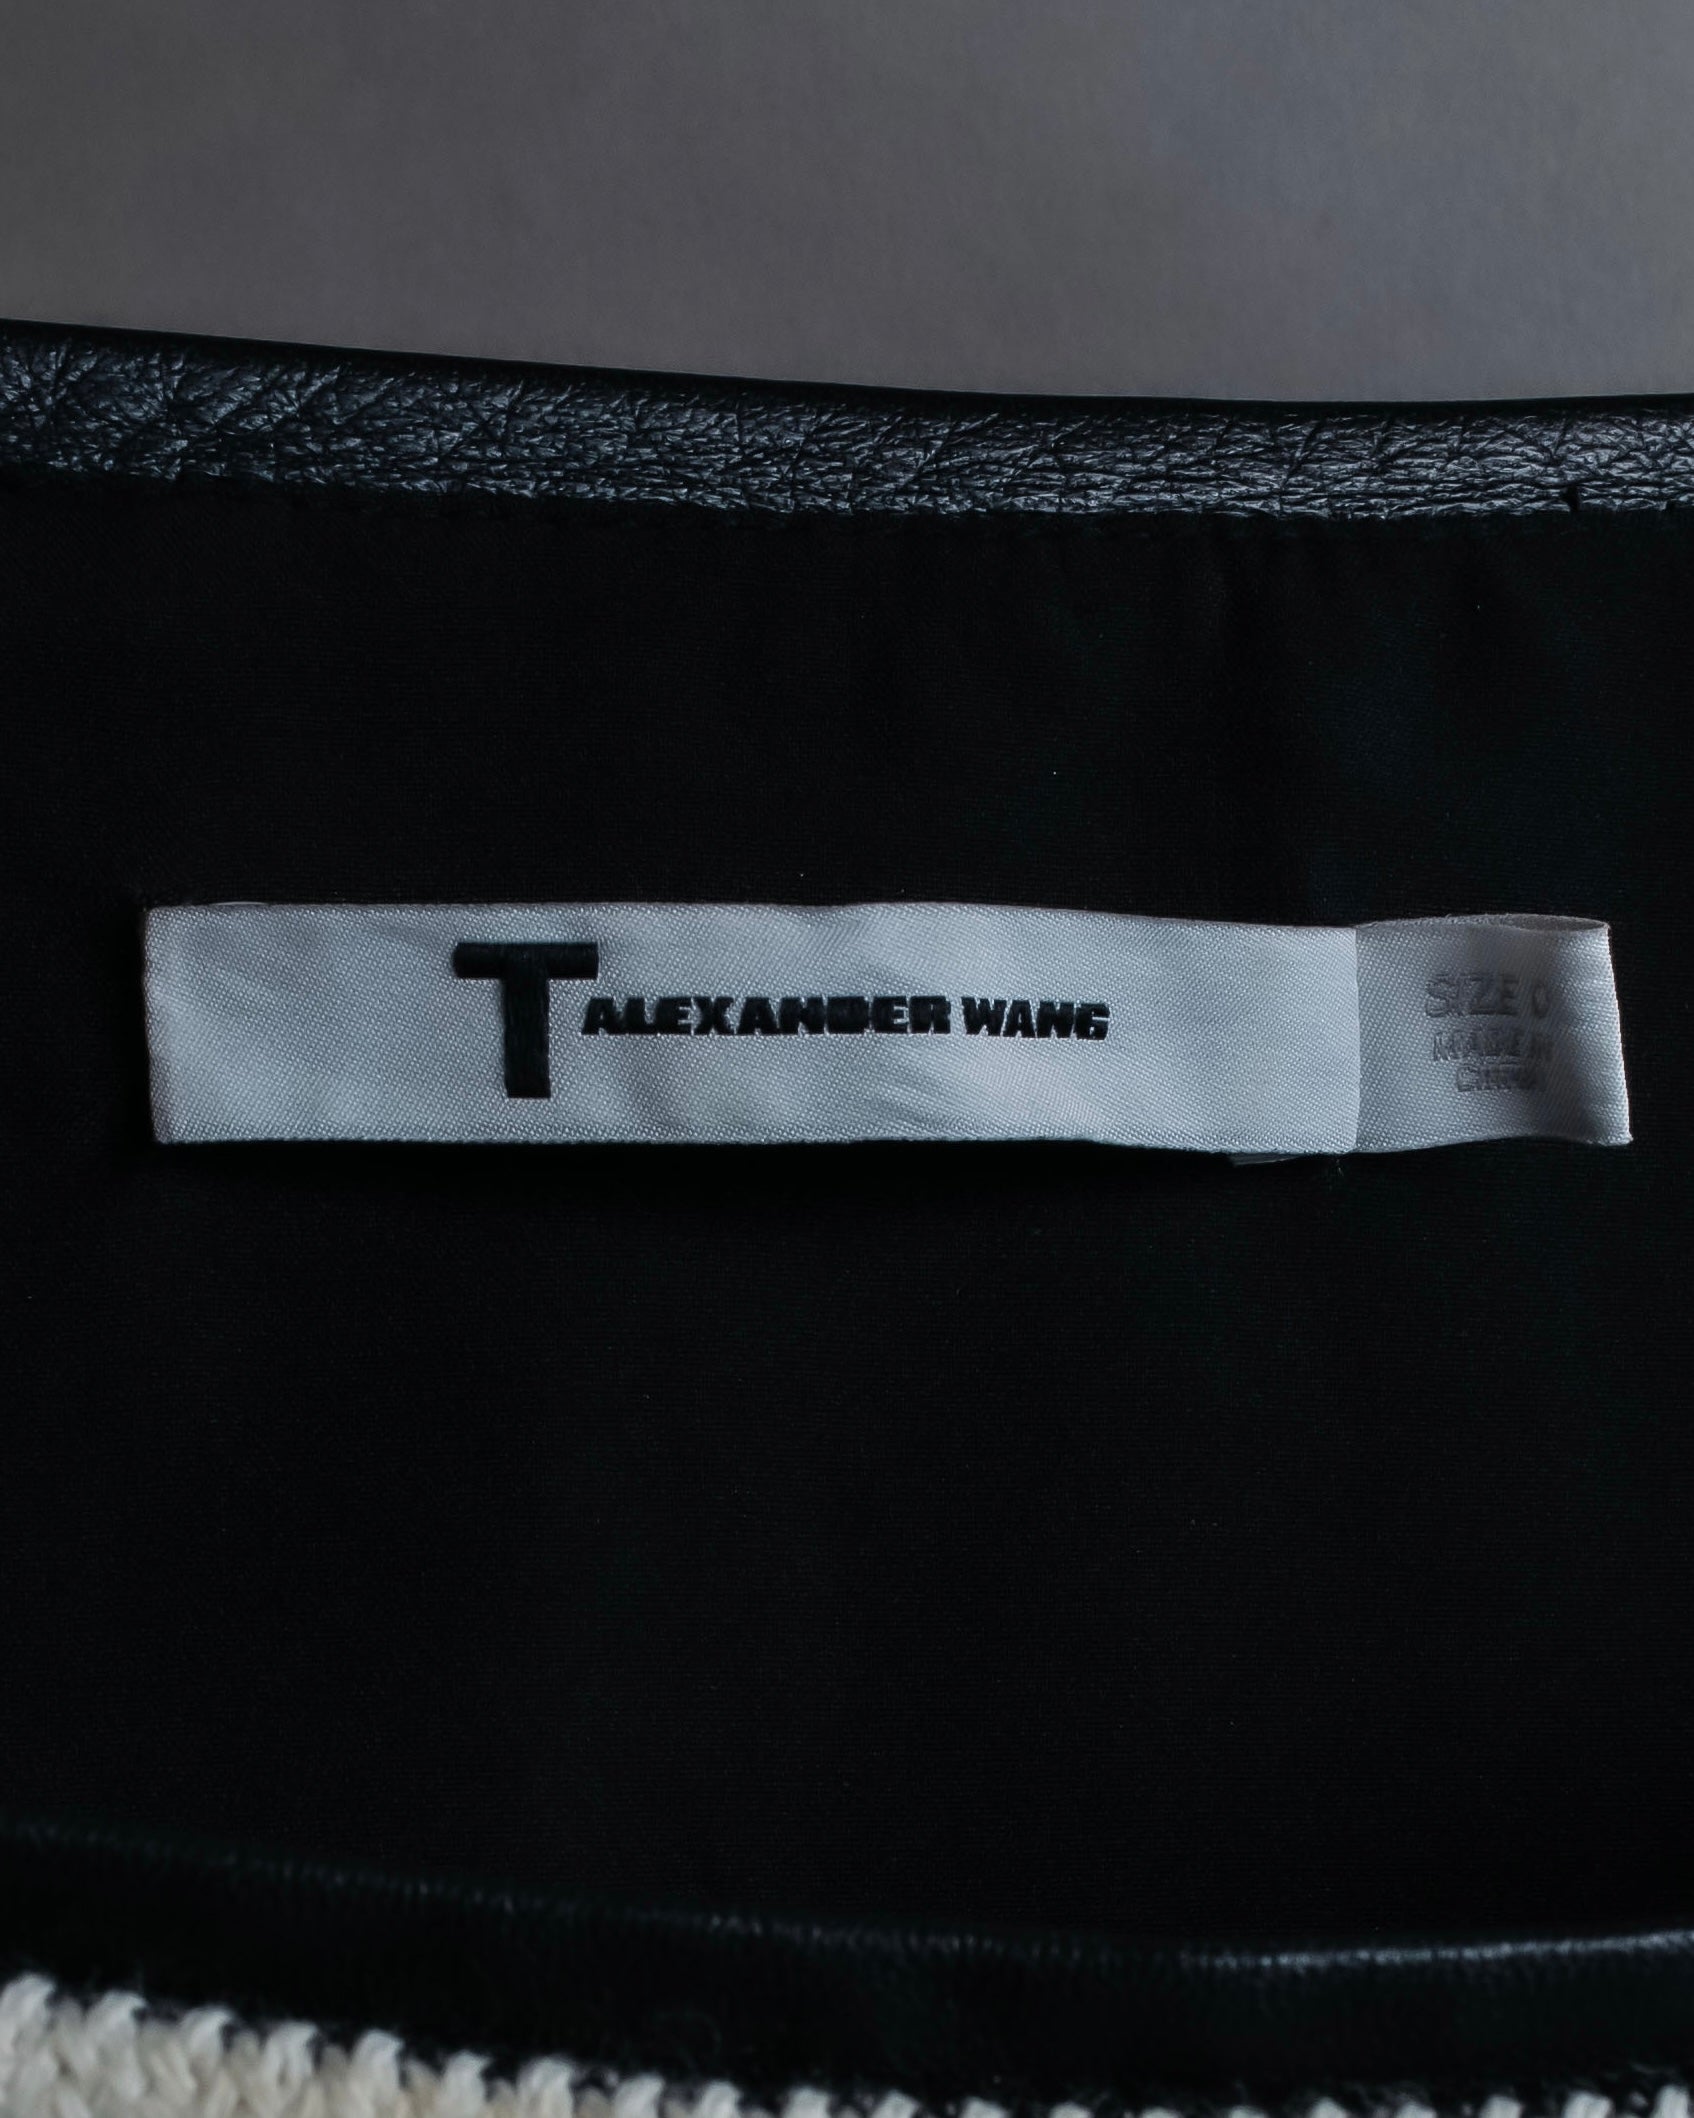 T ALEXANDER WANG
SIZE 0
MADE IN
CHINA